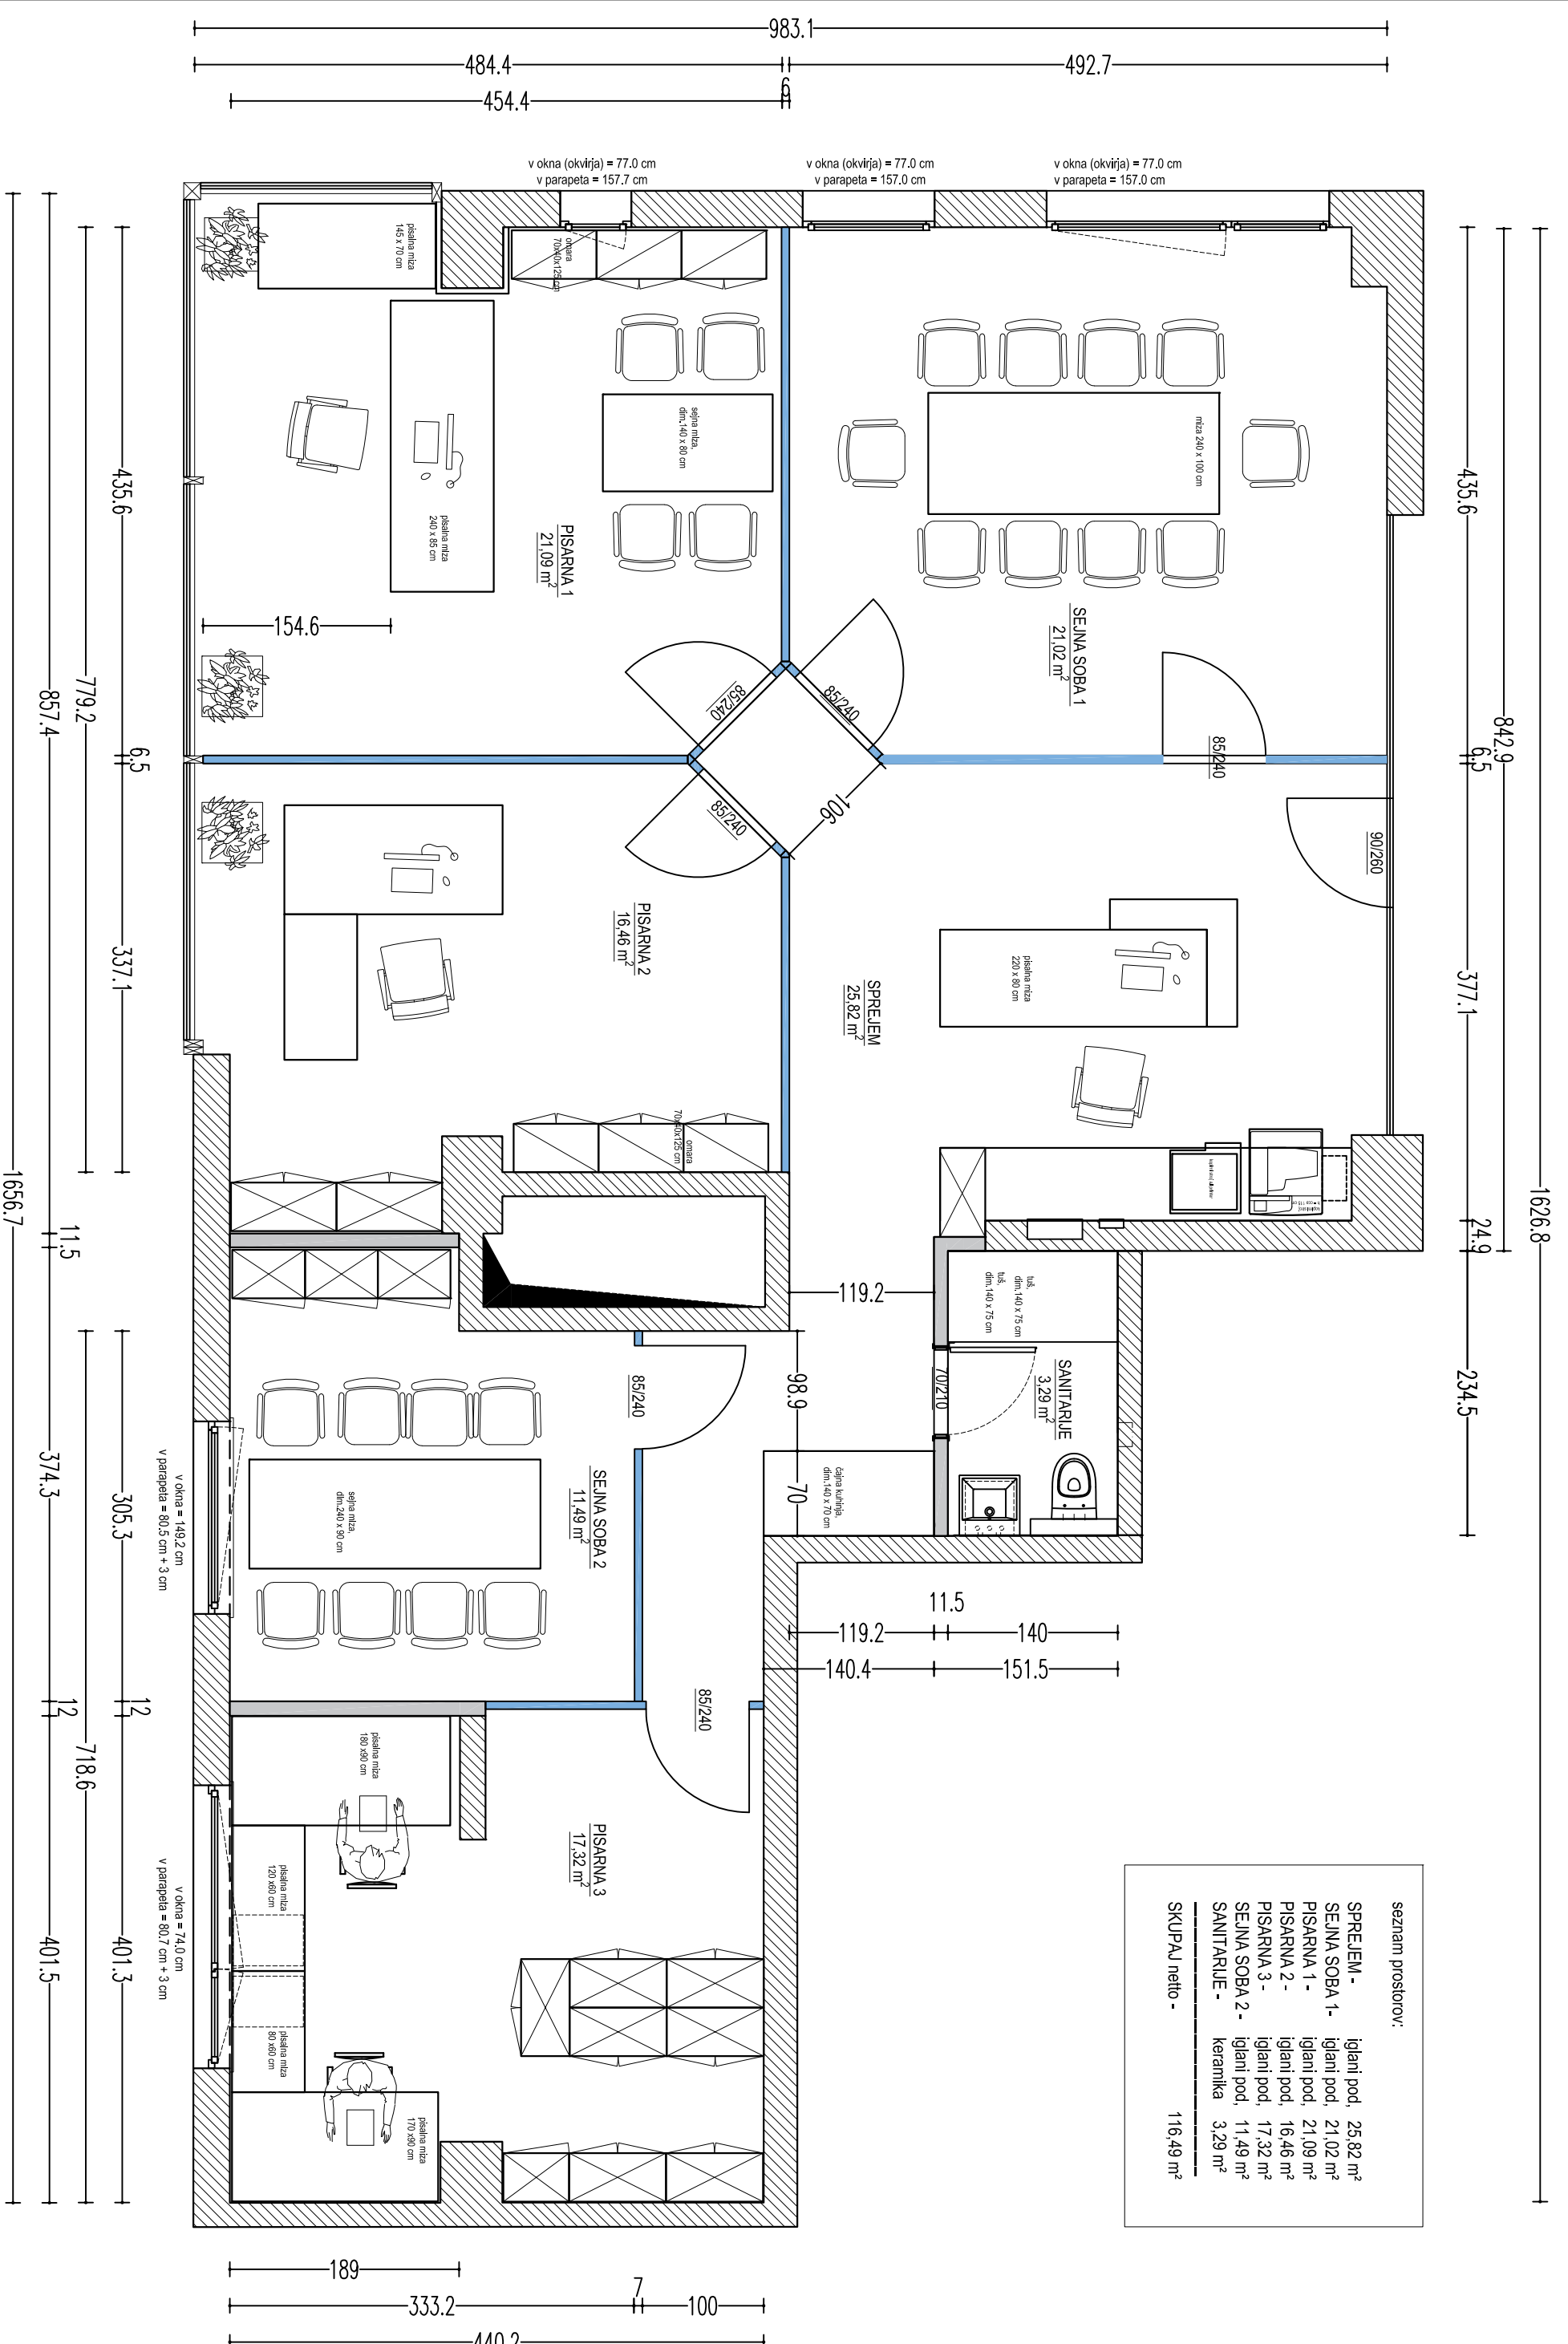 983.1
484.4
492.7
6
454.4
v okna (okvirja) = 77.0 cm
v parapeta = 157.7 cm
v okna (okvirja) = 77.0 cm
v parapeta = 157.0 cm
v okna (okvirja) = 77.0 cm
v parapeta = 157.0 cm
pisalna miza
145 x 70 cm
omara
70x40x125 cm
sejna miza,
dim.140 x 80 cm
miza 240 x 100 cm
pisalna miza
240 x 85 cm
PISARNA 1
21,09 m²
154.6
SEJNA SOBA 1
21,02 m²
85/240
85/240
85/240
85/240
106
90/260
435.6
435.6
779.2
857.4
842.9
6.5
6.5
337.1
377.1
PISARNA 2
16,46 m²
SPREJEM
25,82 m²
pisalna miza
220 x 80 cm
omara
70x40x125 cm
1656.7
1626.8
11.5
24.9
119.2
tuš,
dim.140 x 75 cm
tuš,
dim.140 x 75 cm
SANITARIJE
3,29 m²
70/210
98.9
70
čajna kuhinja,
dim.140 x 70 cm
234.5
85/240
SEJNA SOBA 2
11,49 m²
sejna miza,
dim.240 x 90 cm
v okna = 149,2 cm
v parapeta = 80,5 cm + 3 cm
374.3
305.3
11.5
119.2
140
140.4
151.5
12
12
718.6
85/240
pisalna miza
180 x90 cm
PISARNA 3
17,32 m²
pisalna miza
120 x60 cm
pisalna miza
80 x60 cm
pisalna miza
170 x90 cm
v okna = 74,0 cm
v parapeta = 80,7 cm + 3 cm
401.5
401.3
seznam prostorov:
SPREJEM - iglani pod, 25,82 m²
SEJNA SOBA 1- iglani pod, 21,02 m²
PISARNA 1 - iglani pod, 21,09 m²
PISARNA 2 - iglani pod, 16,46 m²
PISARNA 3 - iglani pod, 17,32 m²
SEJNA SOBA 2 - iglani pod, 11,49 m²
SANITARIJE - keramika 3,29 m²
SKUPAJ netto - 116,49 m²
189
7
333.2
100
440.2